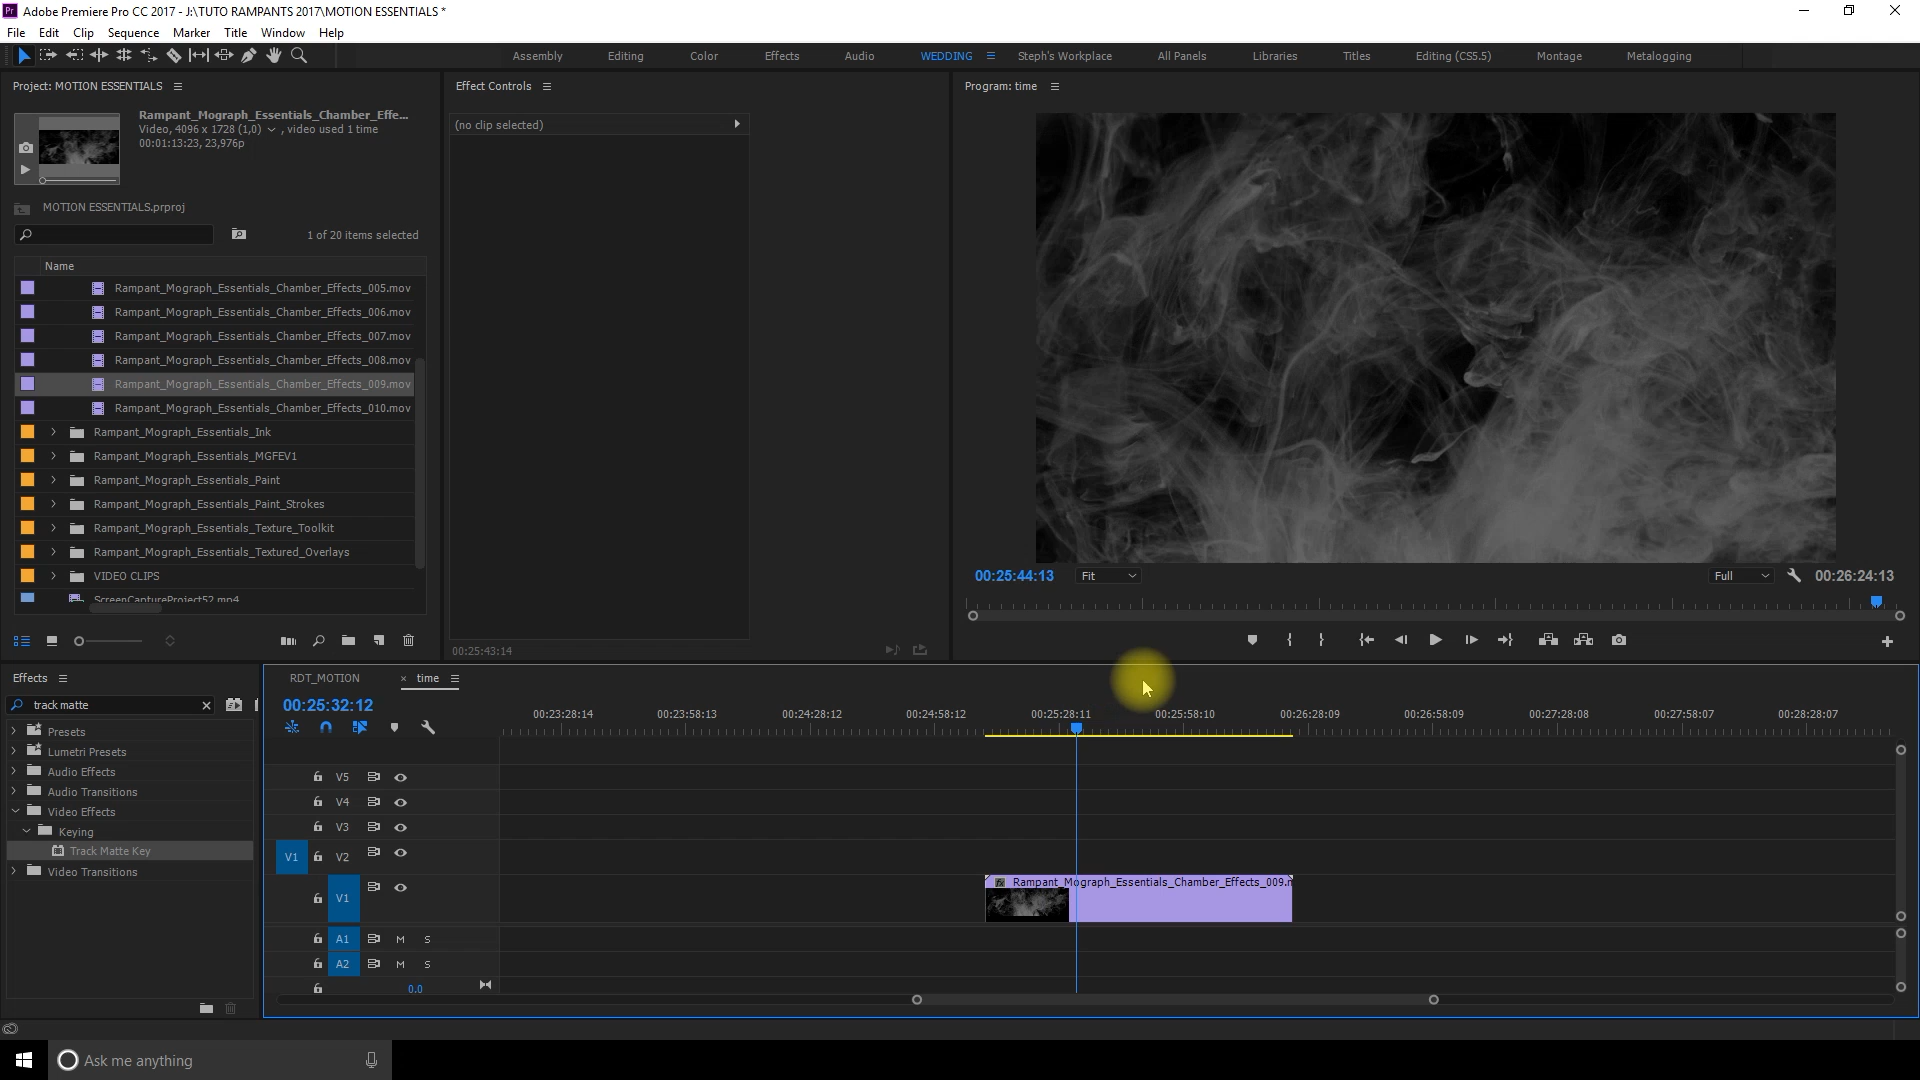 Pr Adobe Premiere Pro CC 2017 - J:\TUTO RAMPANTS 2017\MOTION ESSENTIALS *
File Edit Clip Sequence Marker Title Window Help
Assembly Editing Color Effects Audio WEDDING Steph's Workplace All Panels Libraries Titles Editing (CS5.5) Montage Metalogging
Project: MOTION ESSENTIALS
Rampant_Mograph_Essentials_Chamber_Effe...
Video, 4096 x 1728 (1,0) , video used 1 time
00:01:13:23, 23,976p
MOTION ESSENTIALS.prproj
1 of 20 items selected
Name
Rampant_Mograph_Essentials_Chamber_Effects_005.mov
Rampant_Mograph_Essentials_Chamber_Effects_006.mov
Rampant_Mograph_Essentials_Chamber_Effects_007.mov
Rampant_Mograph_Essentials_Chamber_Effects_008.mov
Rampant_Mograph_Essentials_Chamber_Effects_009.mov
Rampant_Mograph_Essentials_Chamber_Effects_010.mov
Rampant_Mograph_Essentials_Ink
Rampant_Mograph_Essentials_MGFEV1
Rampant_Mograph_Essentials_Paint
Rampant_Mograph_Essentials_Paint_Strokes
Rampant_Mograph_Essentials_Texture_Toolkit
Rampant_Mograph_Essentials_Textured_Overlays
VIDEO CLIPS
ScreenCaptureProject52.mp4
Effect Controls
(no clip selected)
00:25:43:14
Program: time
00:25:44:13 Fit Full 00:26:24:13
Effects
track matte
Presets
Lumetri Presets
Audio Effects
Audio Transitions
Video Effects
Keying
Track Matte Key
Video Transitions
RDT_MOTION × time
00:25:32:12
00:23:28:14 00:23:58:13 00:24:28:12 00:24:58:12 00:25:28:11 00:25:58:10 00:26:28:09 00:26:58:09 00:27:28:08 00:27:58:07 00:28:28:07
V5
V4
V3
V1 V2
V1
Rampant_Mograph_Essentials_Chamber_Effects_009.m
A1 M S
A2 M S
0.0
Ask me anything